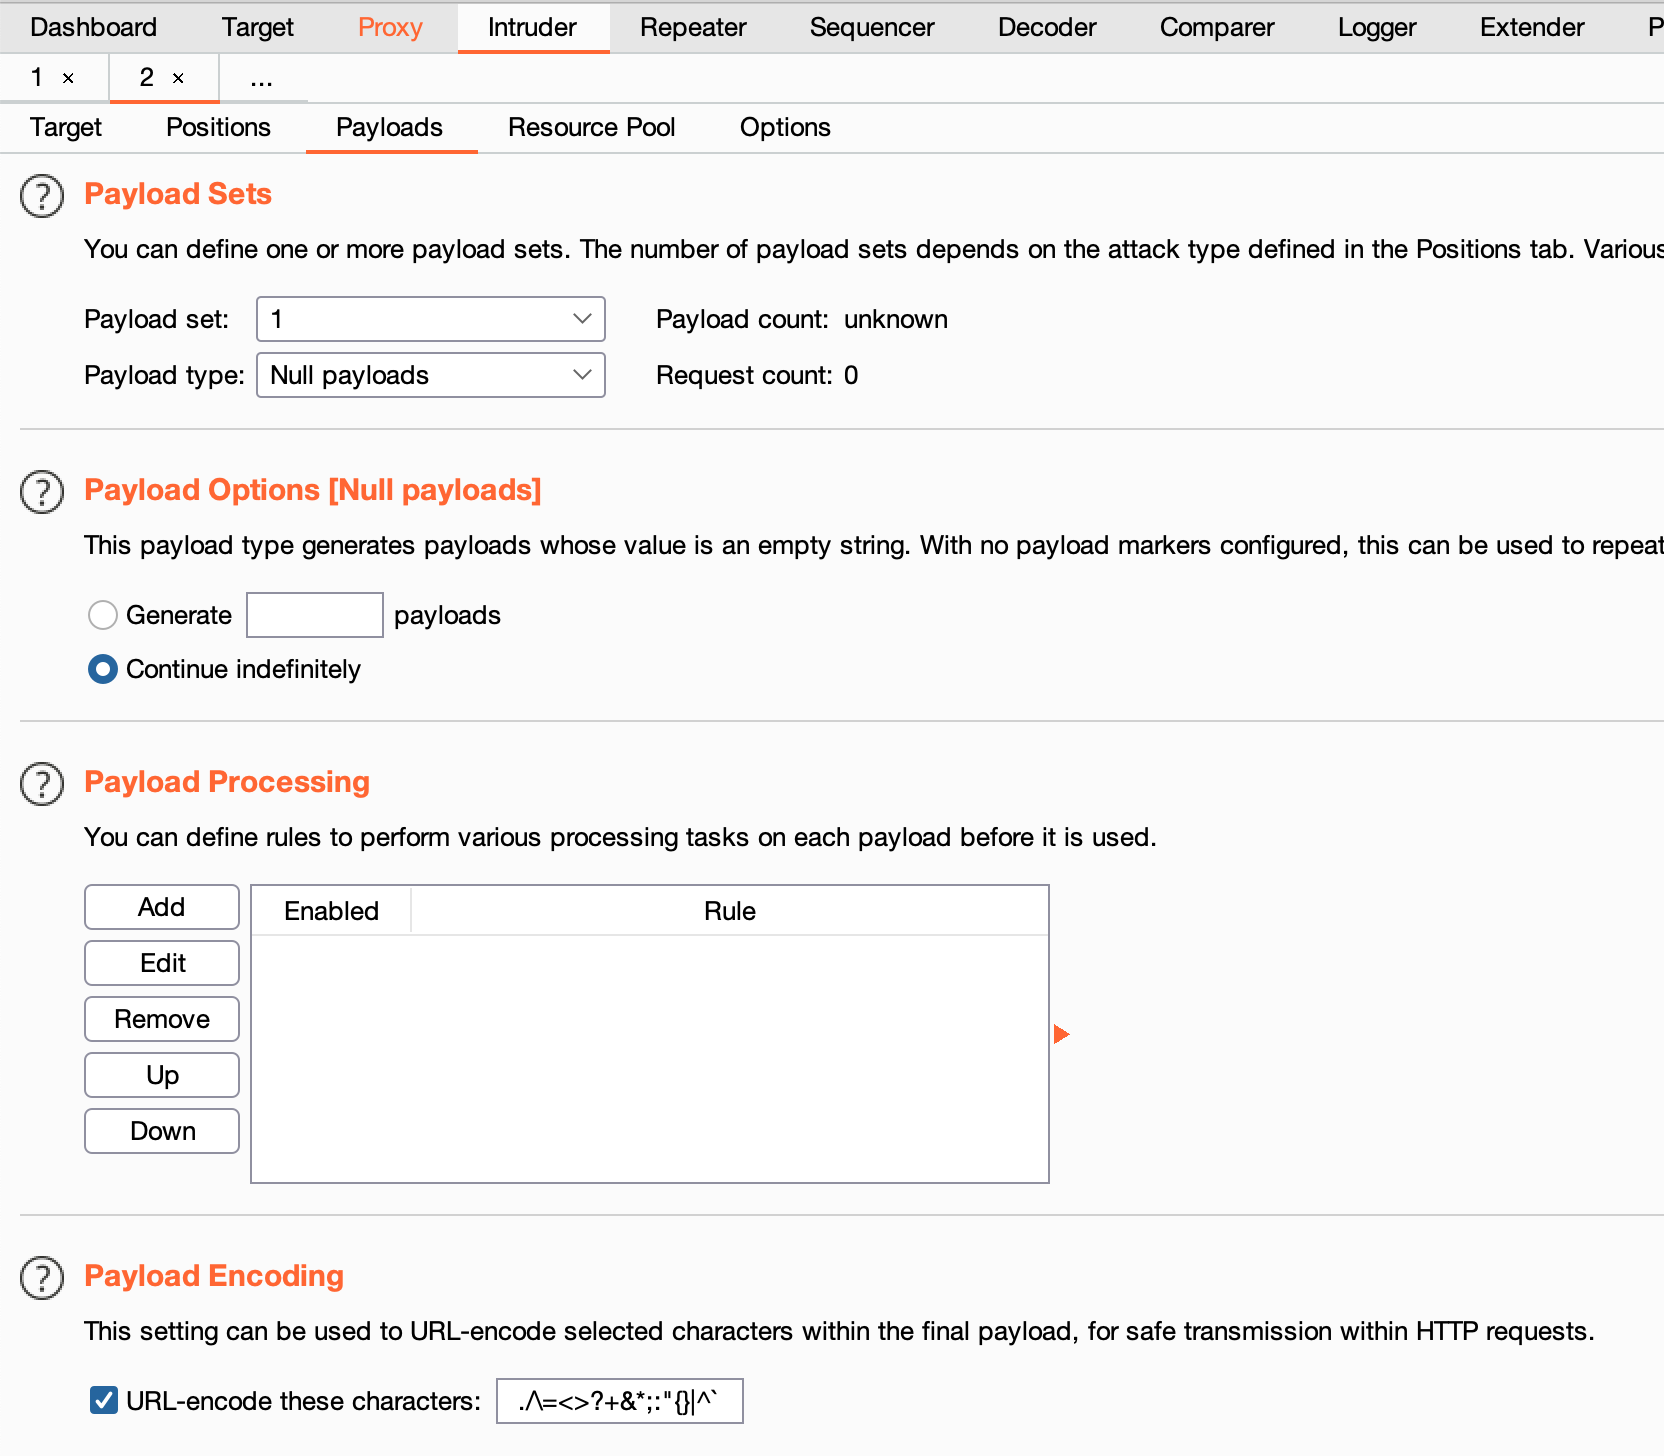 Dashboard Target Proxy Intruder Repeater Sequencer Decoder Comparer Logger Extender P
1 × 2 × ...
Target Positions Payloads Resource Pool Options
? Payload Sets
You can define one or more payload sets. The number of payload sets depends on the attack type defined in the Positions tab. Various
Payload set: 1 Payload count: unknown
Payload type: Null payloads Request count: 0
? Payload Options [Null payloads]
This payload type generates payloads whose value is an empty string. With no payload markers configured, this can be used to repeat
Generate payloads
Continue indefinitely
? Payload Processing
You can define rules to perform various processing tasks on each payload before it is used.
Add Enabled Rule
Edit
Remove
Up
Down
? Payload Encoding
This setting can be used to URL-encode selected characters within the final payload, for safe transmission within HTTP requests.
URL-encode these characters: ./\=<>?+&*;:"{}|^`